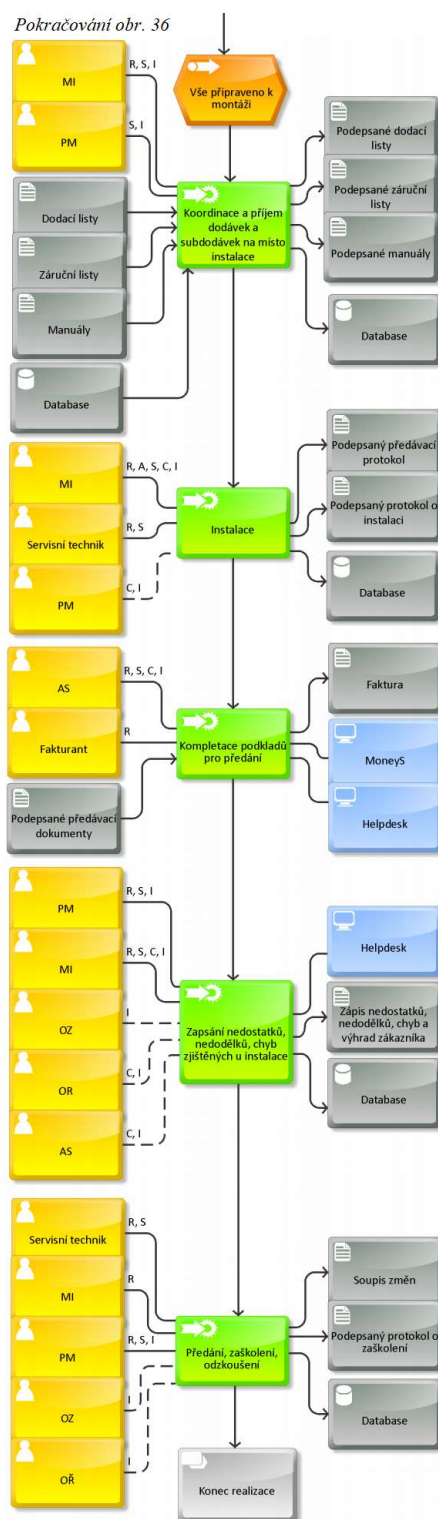 Pokračování obr. 36
Vše připraveno k
montáži
MI
R, S, I
PM
S, I
Dodací listy
Záruční listy
Manuály
Database
Koordinace a příjem
dodávek a
subdodávek na místo
instalace
Podepsané dodací
listy
Podepsané záruční
listy
Podepsané manuály
Database
MI
R, A, S, C, I
Servisní technik
R, S
PM
C, I
Instalace
Podepsaný předávací
protokol
Podepsaný protokol o
instalaci
Database
AS
R, S, C, I
Fakturant
R
Podepsané předávací
dokumenty
Kompletace podkladů
pro předání
Faktura
MoneyS
Helpdesk
PM
R, S, I
MI
R, S, C, I
OZ
I
OR
C, I
AS
C, I
Zapsání nedostatků,
nedodělků, chyb
zjištěných u instalace
Helpdesk
Zápis nedostatků,
nedodělků, chyb a
výhrad zákazníka
Database
Servisní technik
R, S
MI
R
PM
R, S, I
OZ
I
OŘ
I
Předání, zaškolení,
odzkoušení
Soupis změn
Podepsaný protokol o
zaškolení
Database
Konec realizace